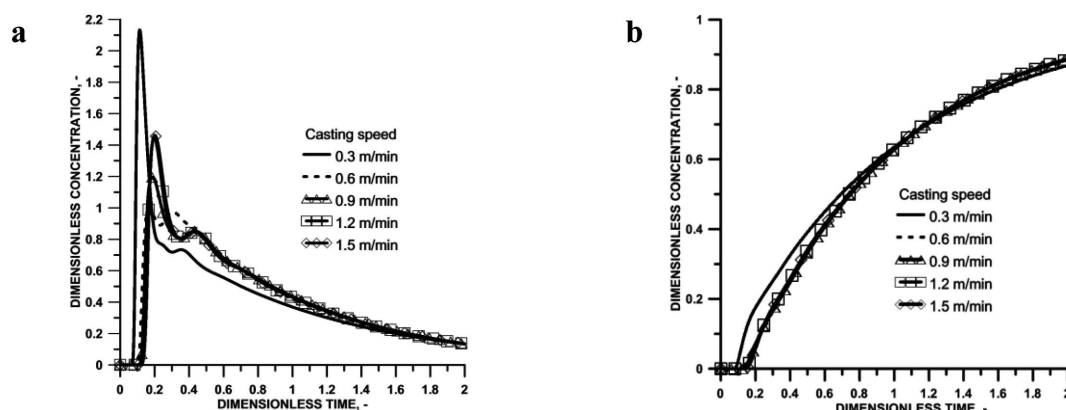 a
DIMENSIONLESS CONCENTRATION, -
2.2
2
1.8
1.6
1.4
1.2
1
0.8
0.6
0.4
0.2
0
Casting speed
0.3 m/min
0.6 m/min
0.9 m/min
1.2 m/min
1.5 m/min
0 0.2 0.4 0.6 0.8 1 1.2 1.4 1.6 1.8 2
DIMENSIONLESS TIME, -
b
DIMENSIONLESS CONCENTRATION, -
1
0.8
0.6
0.4
0.2
0
Casting speed
0.3 m/min
0.6 m/min
0.9 m/min
1.2 m/min
1.5 m/min
0 0.2 0.4 0.6 0.8 1 1.2 1.4 1.6 1.8 2
DIMENSIONLESS TIME, -